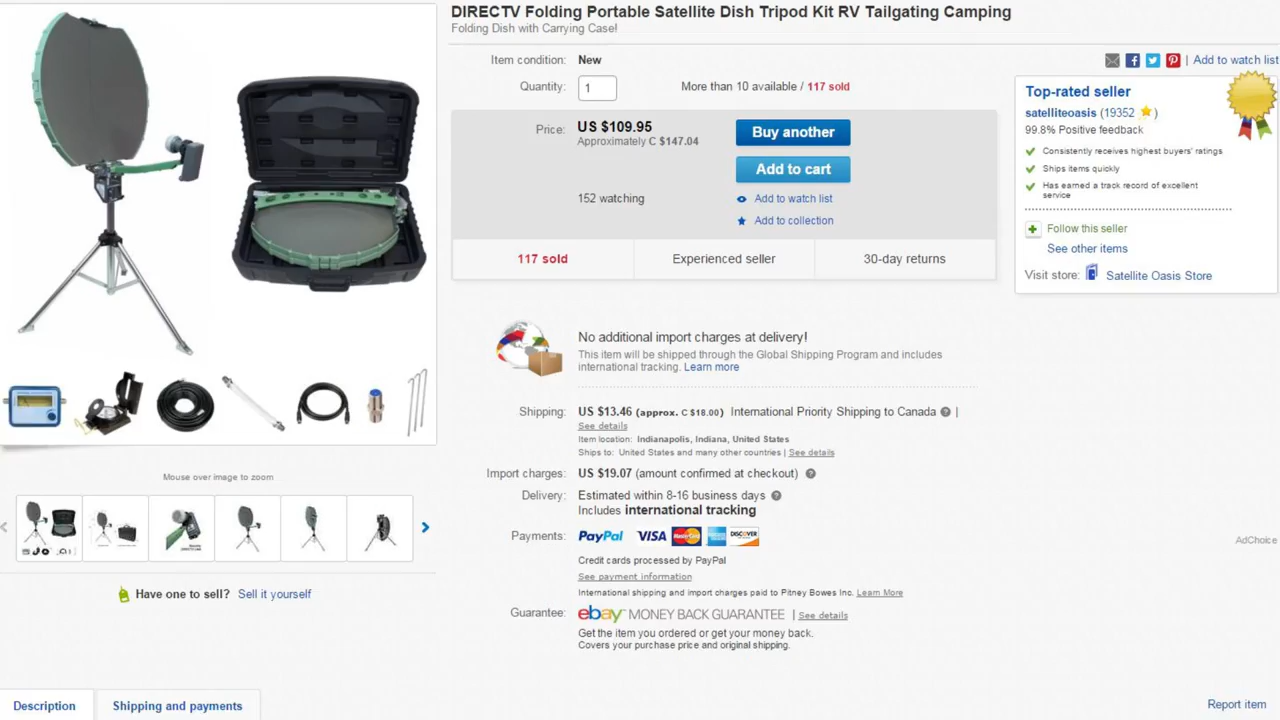 DIRECTV Folding Portable Satellite Dish Tripod Kit RV Tailgating Camping
Folding Dish with Carrying Case!
Item condition: New
Quantity: 1 More than 10 available / 117 sold
Price: US $109.95
Approximately C $147.04
Buy another
Add to cart
152 watching
Add to watch list
Add to collection
117 sold Experienced seller 30-day returns
| Add to watch list
Top-rated seller
satelliteoasis (19352 )
99.8% Positive feedback
Consistently receives highest buyers' ratings
Ships items quickly
Has earned a track record of excellent
service
Follow this seller
See other items
Visit store: Satellite Oasis Store
No additional import charges at delivery!
This item will be shipped through the Global Shipping Program and includes
international tracking. Learn more
Shipping: US $13.46 (approx. C $18.00) International Priority Shipping to Canada |
See details
Item location: Indianapolis, Indiana, United States
Ships to: United States and many other countries | See details
Import charges: US $19.07 (amount confirmed at checkout)
Delivery: Estimated within 8-16 business days
Includes international tracking
Payments: PayPal VISA MasterCard DISCOVER
Credit cards processed by PayPal
See payment information
International shipping and import charges paid to Pitney Bowes Inc. Learn More
Guarantee: ebay MONEY BACK GUARANTEE | See details
Get the item you ordered or get your money back.
Covers your purchase price and original shipping.
Mouse over image to zoom
Have one to sell? Sell it yourself
AdChoice
Description Shipping and payments
Report item